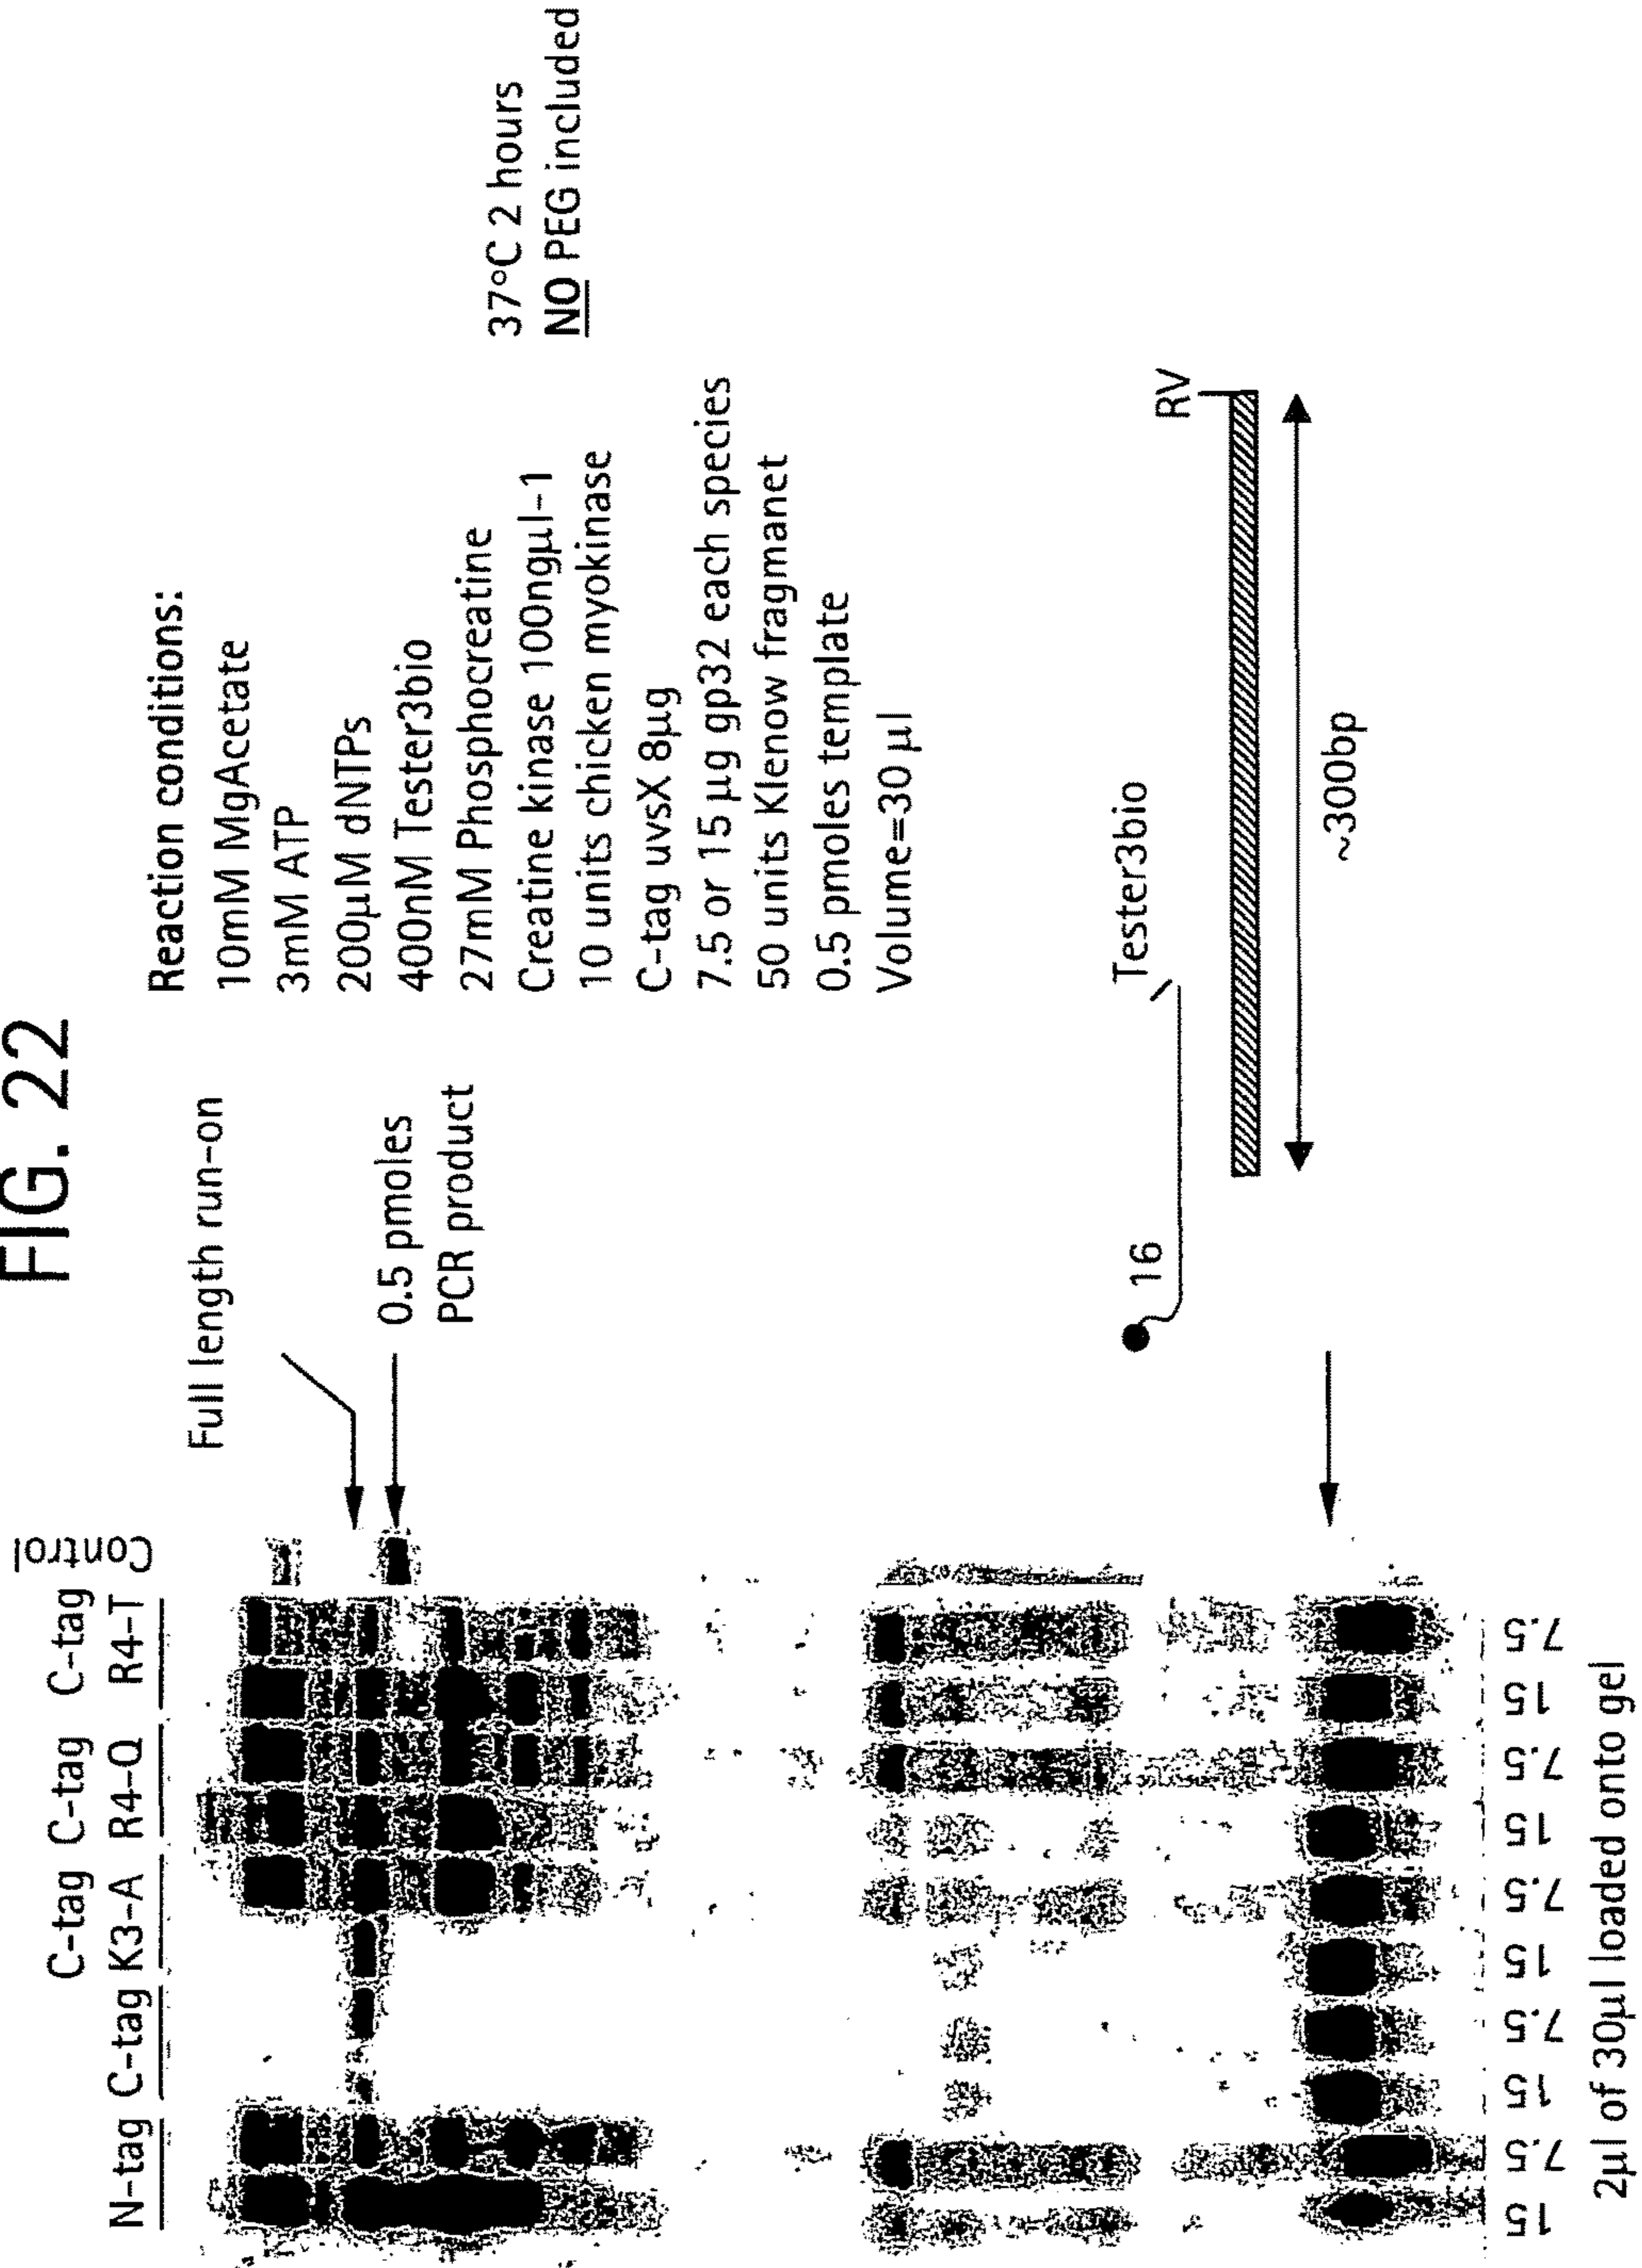 FIG. 22
C-tag C-tag C-tag
N-tag C-tag K3-A R4-Q R4-T
Control
Full length run-on
0.5 pmoles
PCR product
15 7.5 15 7.5 15 7.5 15 7.5 15 7.5
2µl of 30µl loaded onto gel
Reaction conditions:
10mM MgAcetate
3mM ATP
200µM dNTPs
400nM Tester3bio
27mM Phosphocreatine
Creatine kinase 100ngµl-1
10 units chicken myokinase
C-tag uvsX 8µg
7.5 or 15 µg gp32 each species
50 units Klenow fragmanet
0.5 pmoles template
Volume=30 µl
37°C 2 hours
NO PEG included
16
Tester3bio
RV
~300bp